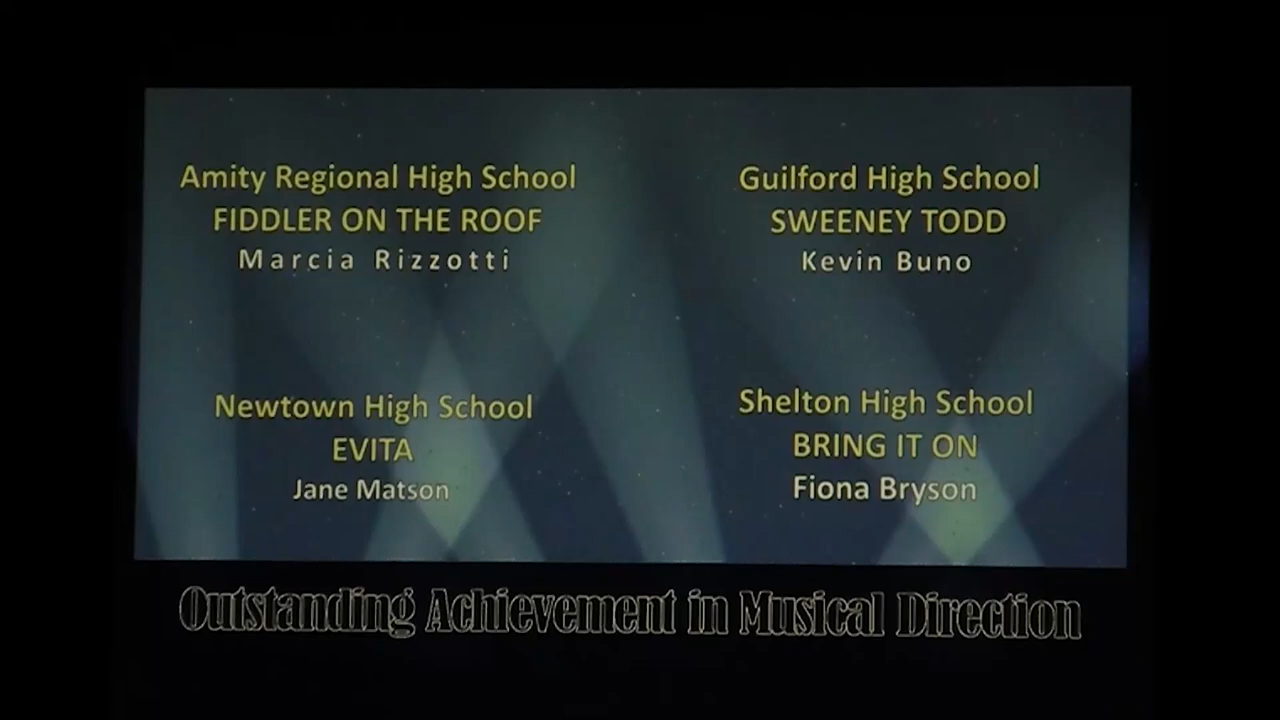 Amity Regional High School
FIDDLER ON THE ROOF
Marcia Rizzotti
Guilford High School
SWEENEY TODD
Kevin Buno
Newtown High School
EVITA
Jane Matson
Shelton High School
BRING IT ON
Fiona Bryson
Outstanding Achievement in Musical Direction